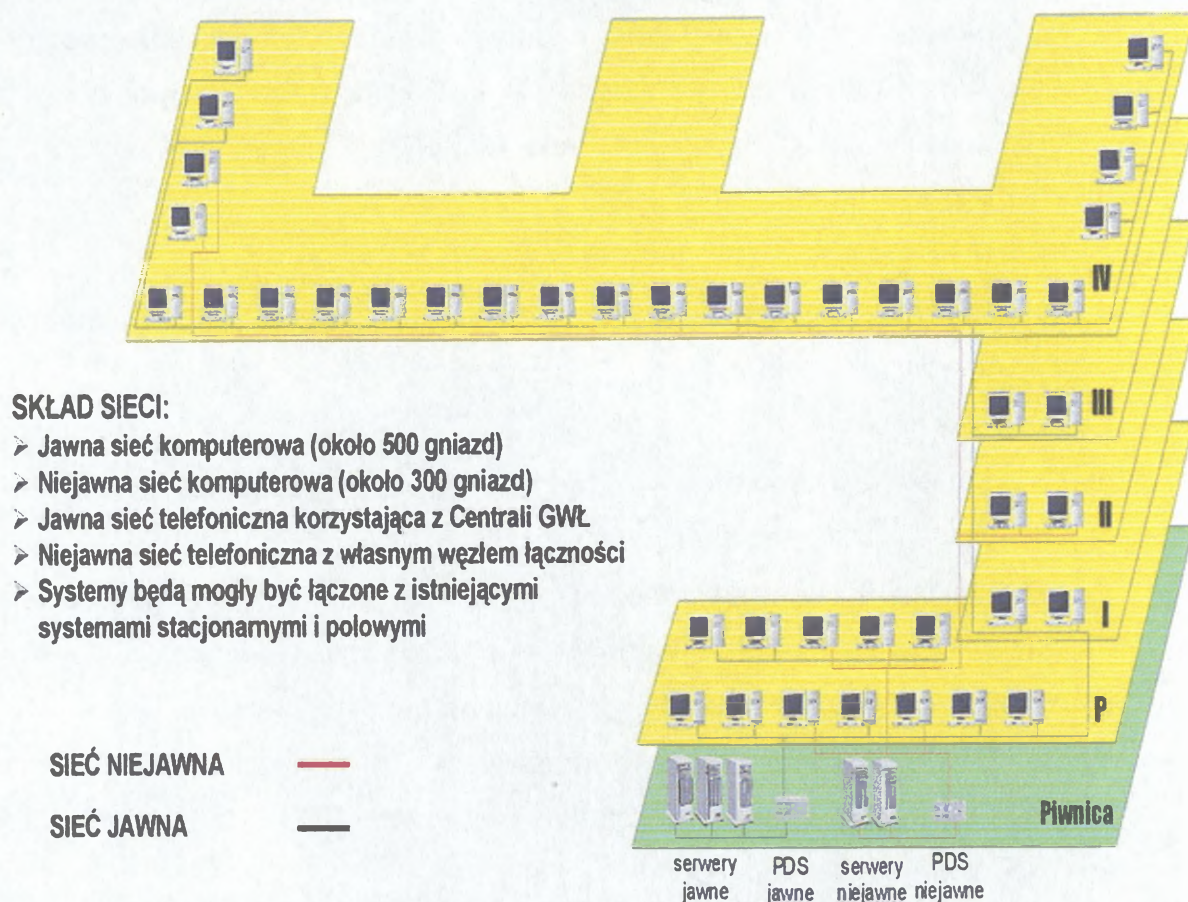 IV
SKŁAD SIECI:
➢ Jawna sieć komputerowa (około 500 gniazd)
➢ Niejawna sieć komputerowa (około 300 gniazd)
➢ Jawna sieć telefoniczna korzystająca z Centrali GWŁ
➢ Niejawna sieć telefoniczna z własnym węzłem łączności
➢ Systemy będą mogły być łączone z istniejącymi
systemami stacjonarnymi i polowymi
III
II
I
P
SIEĆ NIEJAWNA
SIEĆ JAWNA
Piwnica
serwery jawne
PDS jawne
serwery niejawne
PDS niejawne